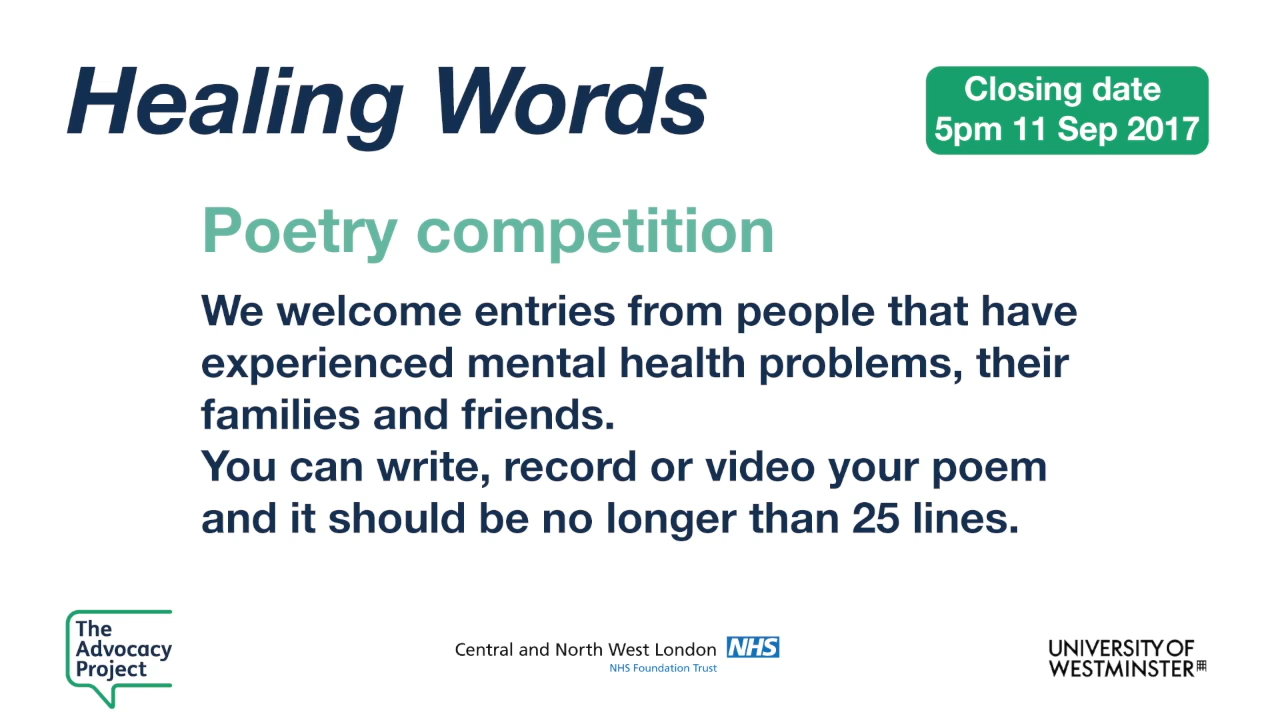 Healing Words
Closing date
5pm 11 Sep 2017
Poetry competition
We welcome entries from people that have
experienced mental health problems, their
families and friends.
You can write, record or video your poem
and it should be no longer than 25 lines.
The
Advocacy
Project
Central and North West London NHS
NHS Foundation Trust
UNIVERSITY OF
WESTMINSTER